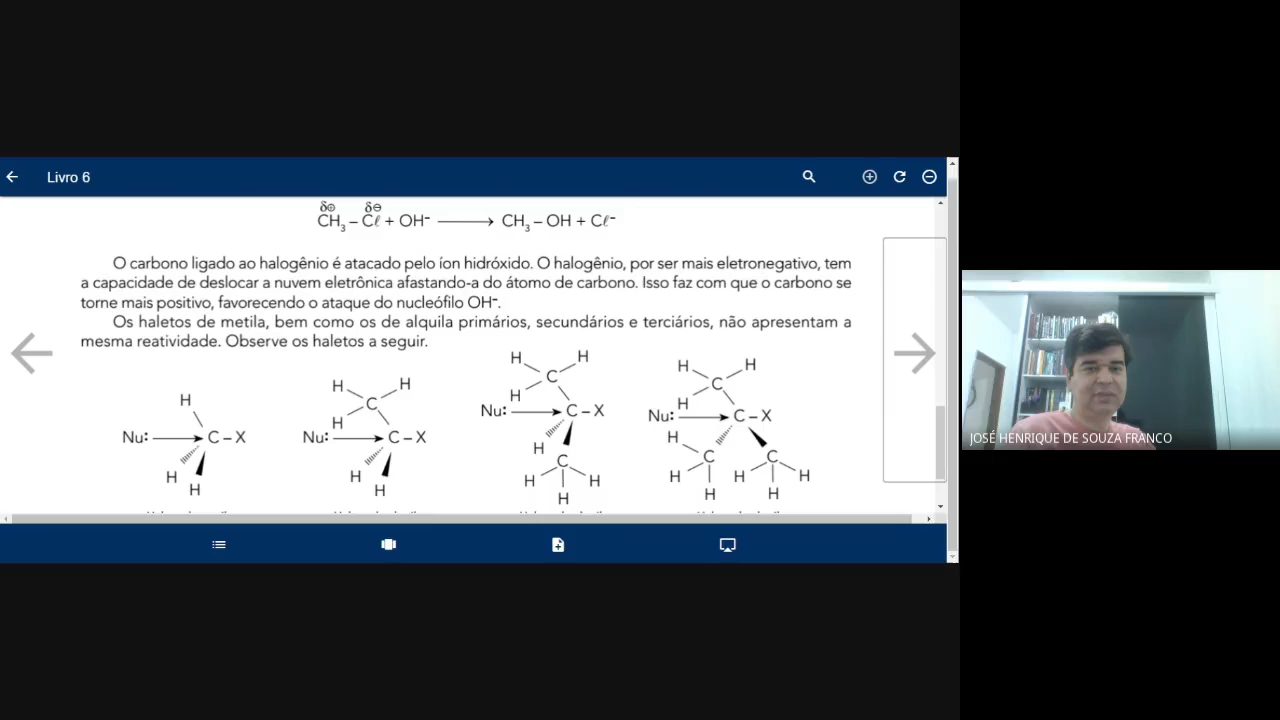 Livro 6
δ⊕ δ⊖
CH₃ – Cℓ + OH⁻ ⟶ CH₃ – OH + Cℓ⁻
O carbono ligado ao halogênio é atacado pelo íon hidróxido. O halogênio, por ser mais eletronegativo, tem
a capacidade de deslocar a nuvem eletrônica afastando-a do átomo de carbono. Isso faz com que o carbono se
torne mais positivo, favorecendo o ataque do nucleófilo OH⁻.
Os haletos de metila, bem como os de alquila primários, secundários e terciários, não apresentam a
mesma reatividade. Observe os haletos a seguir.
H
Nu: C – X
H
H
H H
C
H
Nu: C – X
H
H
H H
C
H
Nu: C – X
H
C
H H
H
H H
C
H
Nu: C – X
H
C C
H H H
H H
JOSÉ HENRIQUE DE SOUZA FRANCO